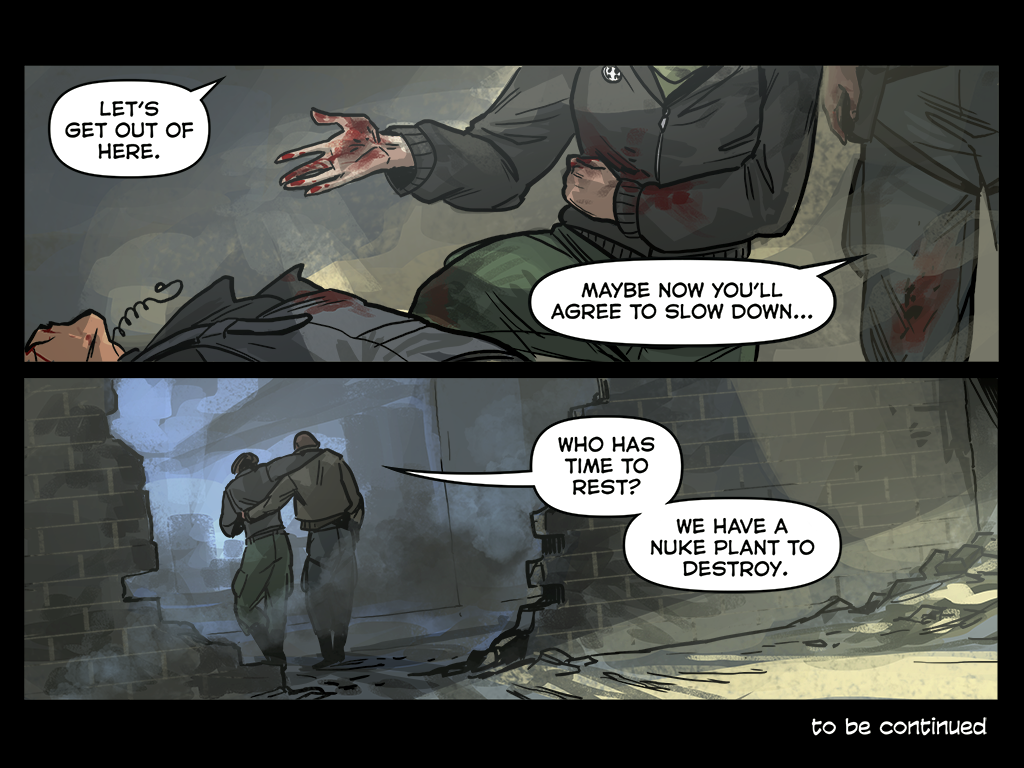 LET'S
GET OUT OF
HERE.
MAYBE NOW YOU'LL
AGREE TO SLOW DOWN...
WHO HAS
TIME TO
REST?
WE HAVE A
NUKE PLANT TO
DESTROY.
to be continued